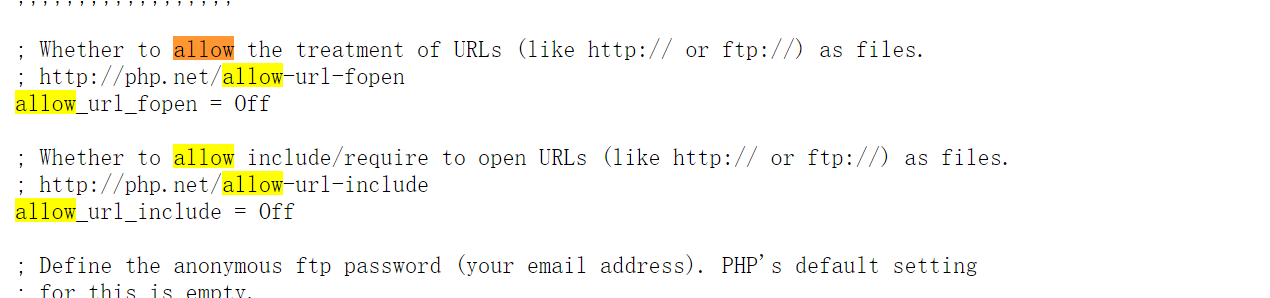 ;;;;;;;;;;;;;;;;;;
; Whether to allow the treatment of URLs (like http:// or ftp://) as files.
; http://php.net/allow-url-fopen
allow_url_fopen = Off
; Whether to allow include/require to open URLs (like http:// or ftp://) as files.
; http://php.net/allow-url-include
allow_url_include = Off
; Define the anonymous ftp password (your email address). PHP's default setting
; for this is empty.